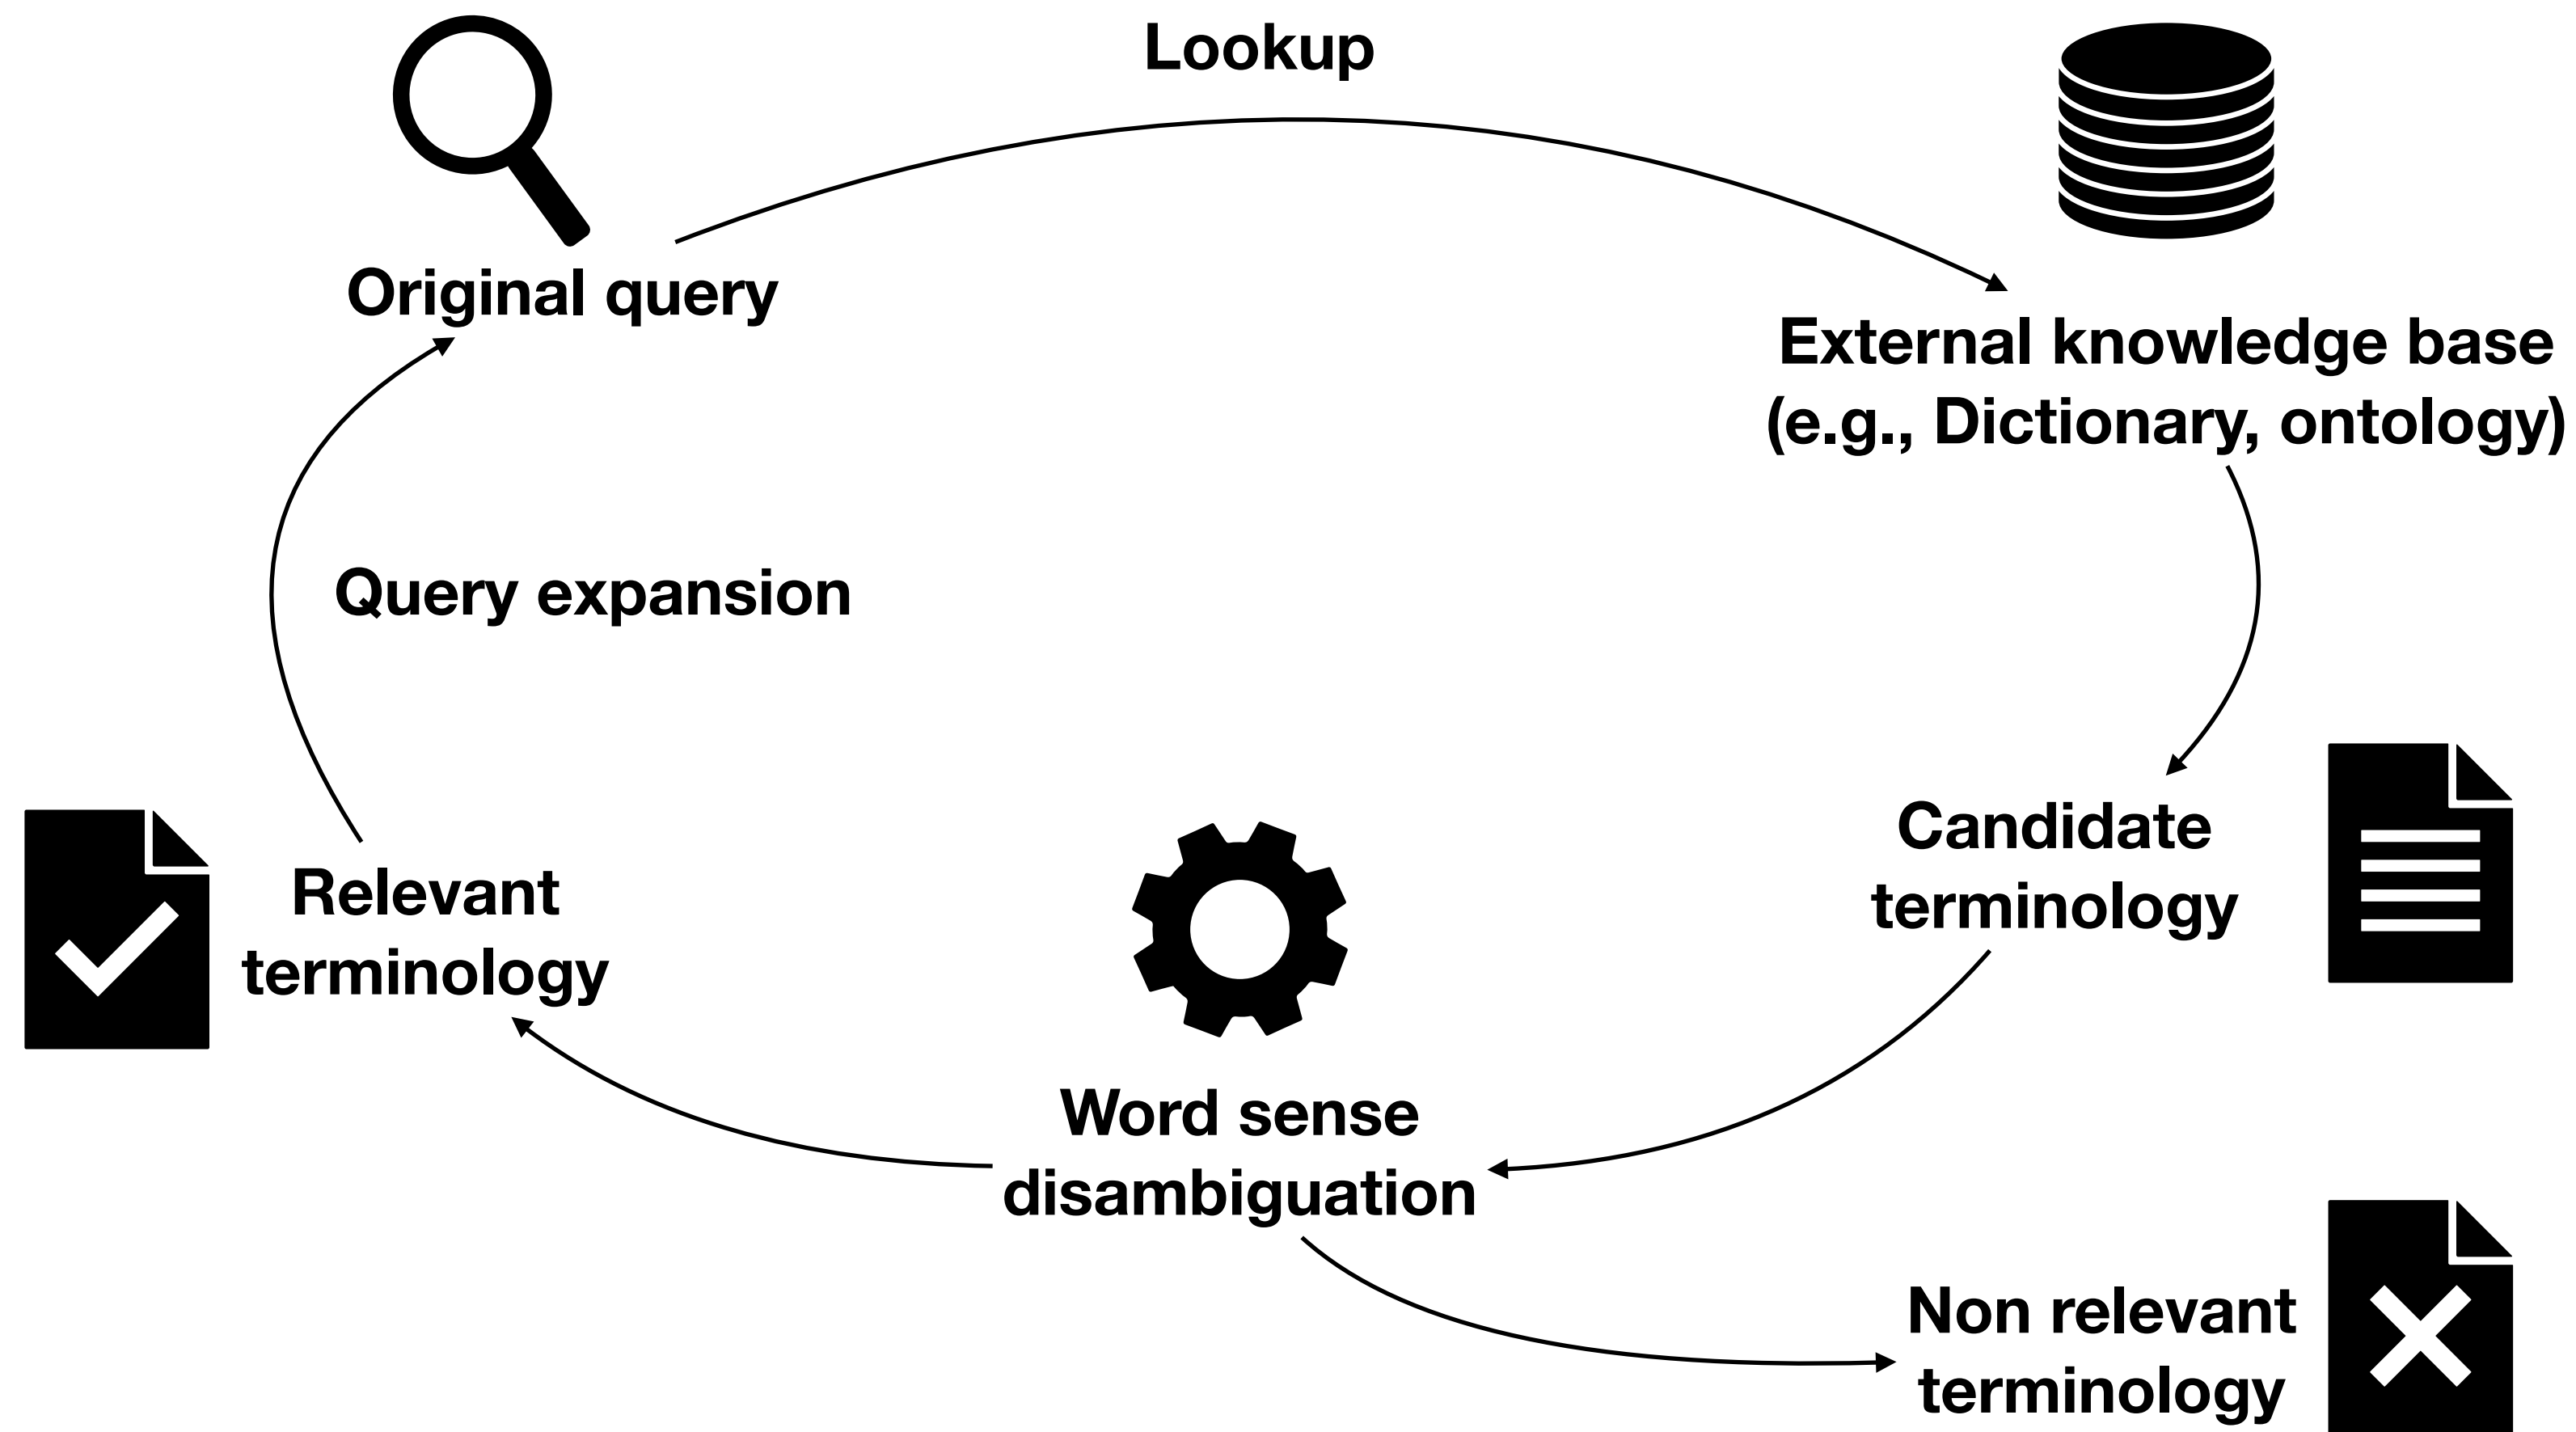 Lookup
Original query
External knowledge base
(e.g., Dictionary, ontology)
Query expansion
Candidate
terminology
Relevant
terminology
Word sense
disambiguation
Non relevant
terminology